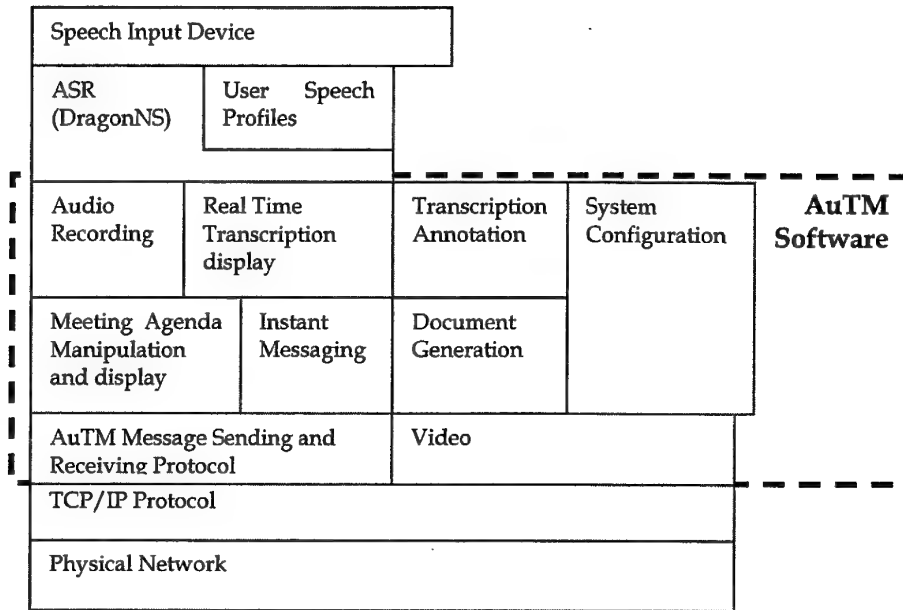 Speech Input Device
ASR
(DragonNS)
User Speech
Profiles
Audio
Recording
Real Time
Transcription
display
Transcription
Annotation
System
Configuration
AuTM
Software
Meeting Agenda
Manipulation
and display
Instant
Messaging
Document
Generation
AuTM Message Sending and
Receiving Protocol
Video
TCP/IP Protocol
Physical Network